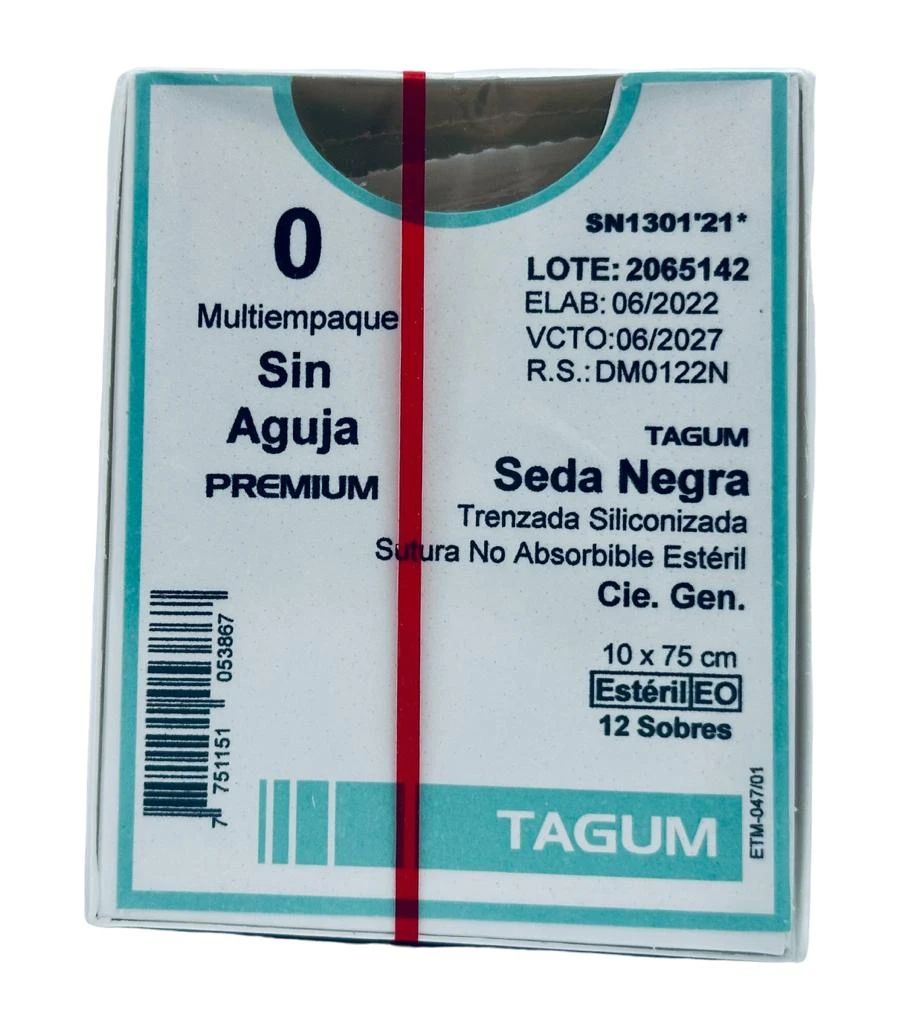 0
Multiempaque
Sin
Aguja
PREMIUM
SN1301'21*
LOTE: 2065142
ELAB: 06/2022
VCTO:06/2027
R.S.: DM0122N
TAGUM
Seda Negra
Trenzada Siliconizada
Sutura No Absorbible Estéril
Cie. Gen.
10 x 75 cm
Estéril EO
12 Sobres
7 751151 053867
TAGUM
ETM-047/01